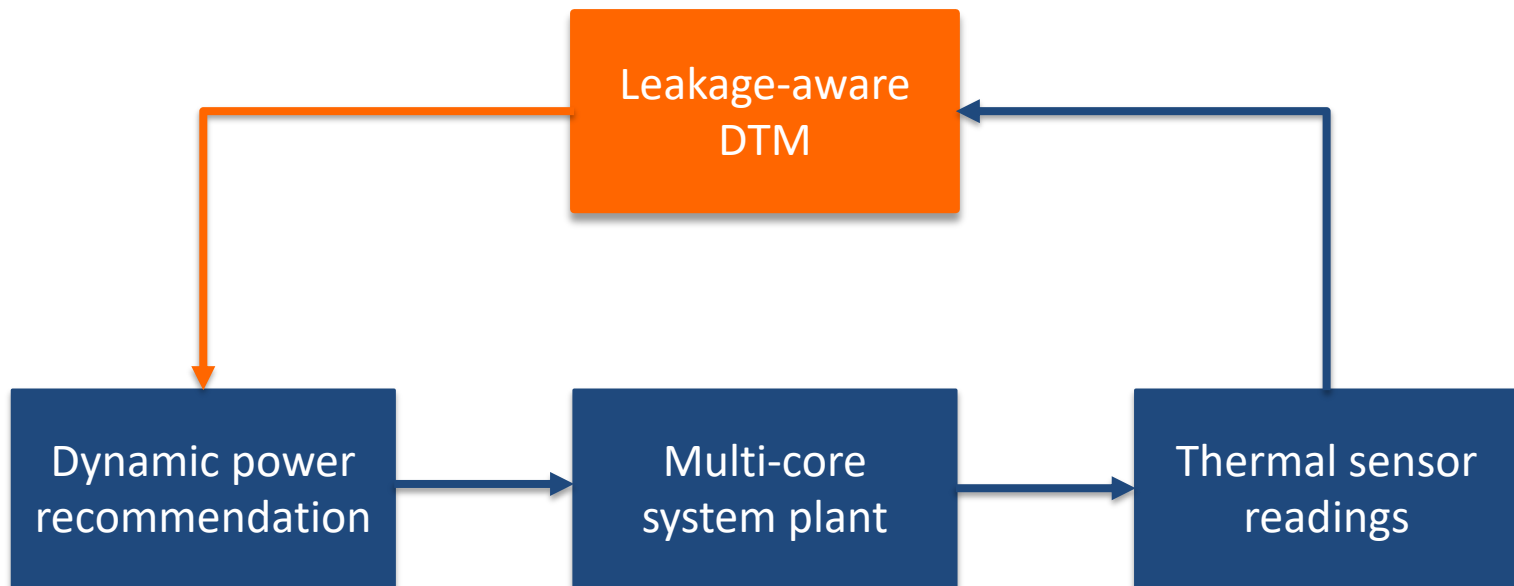 Leakage-aware
DTM
Dynamic power
recommendation
Multi-core
system plant
Thermal sensor
readings